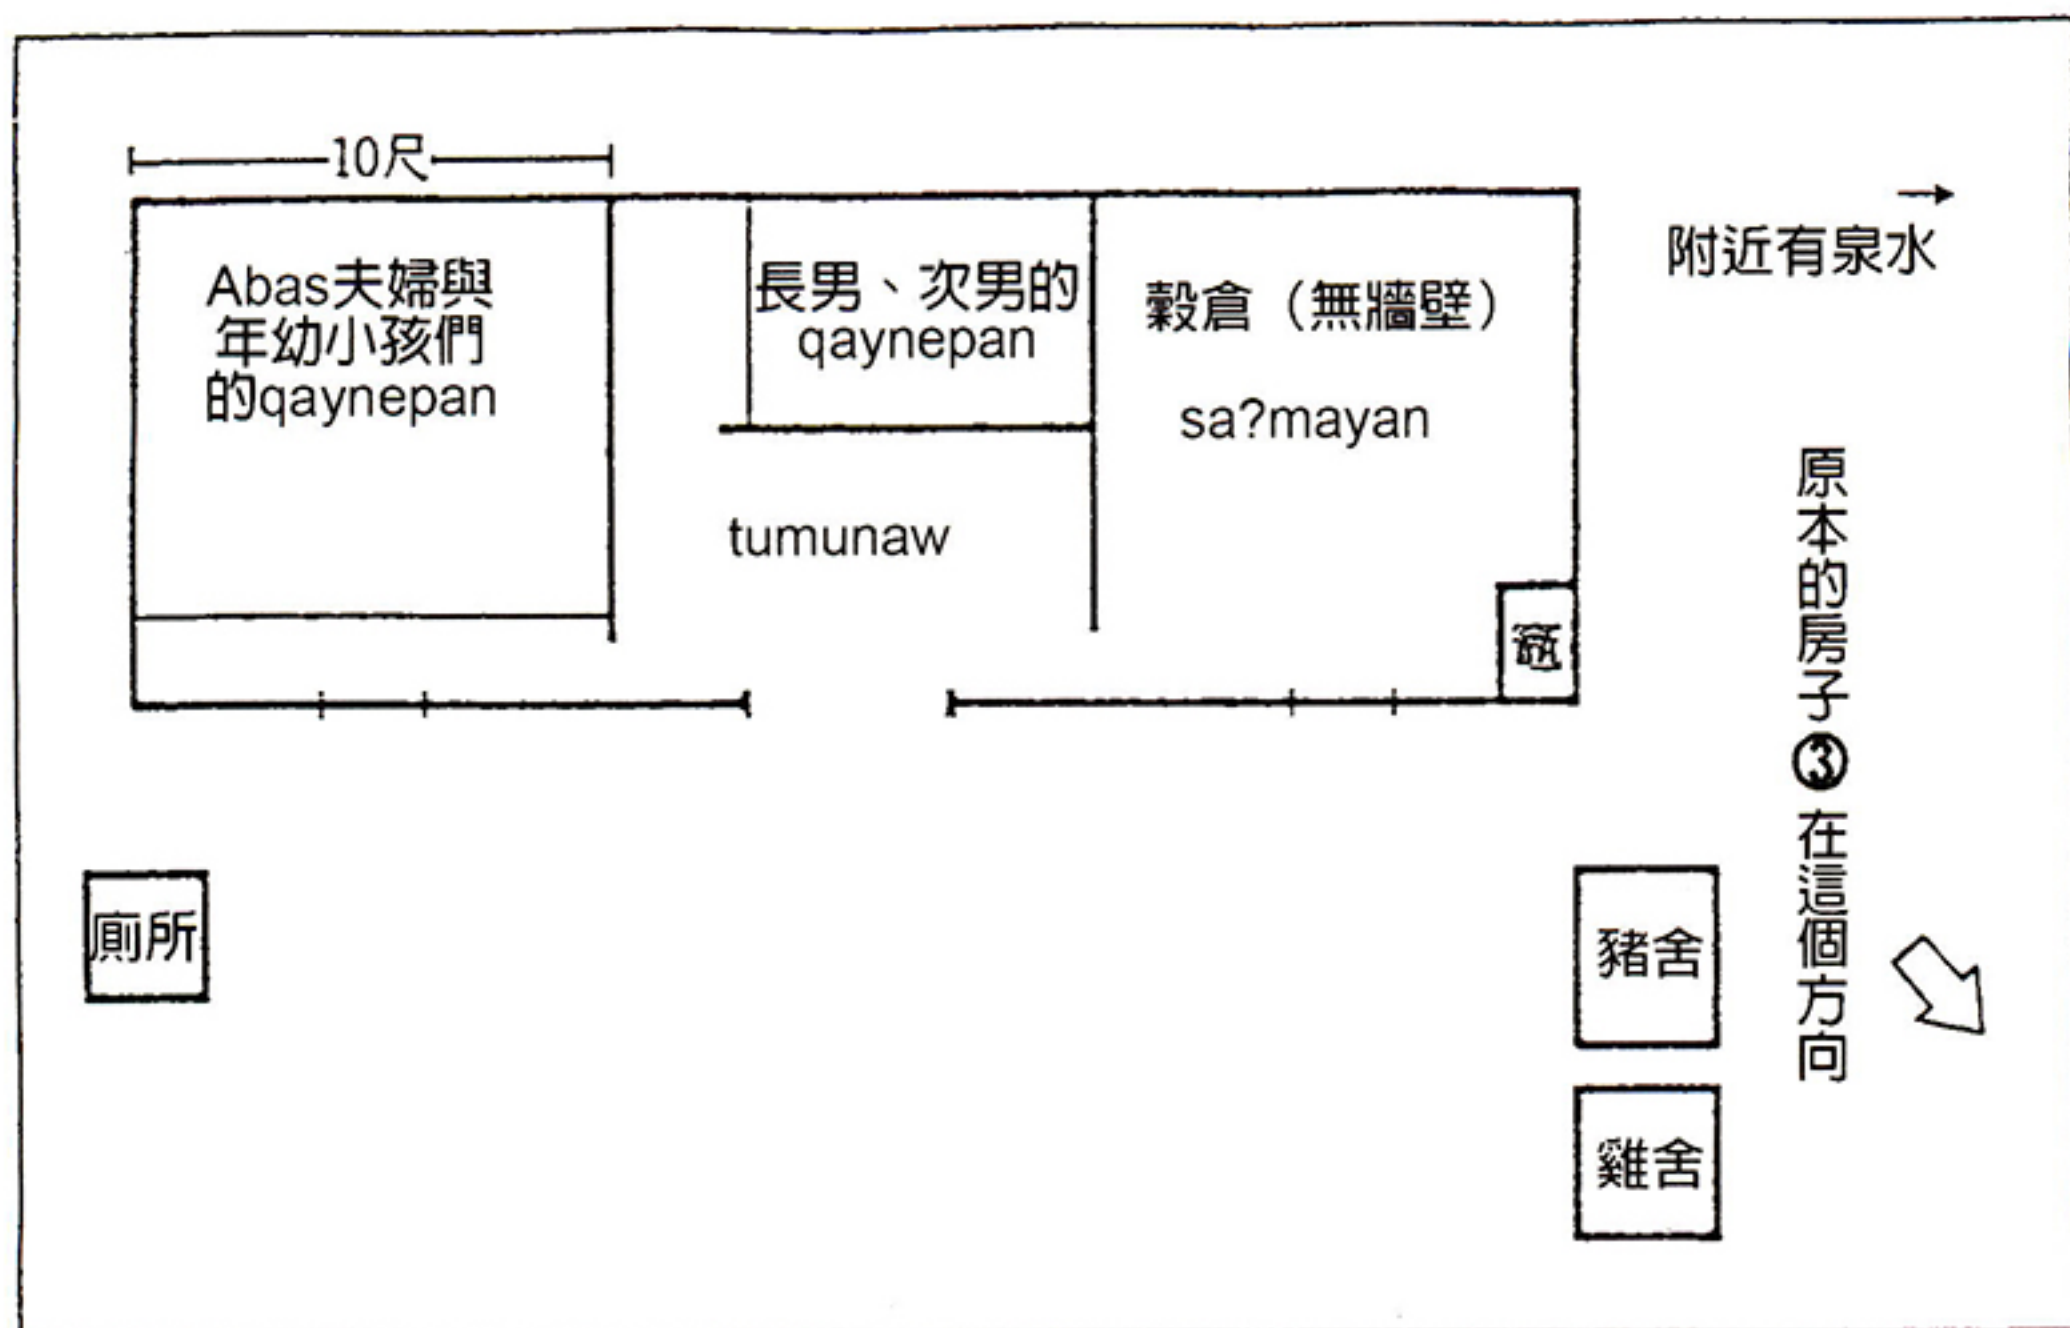 10尺
Abas夫婦與
年幼小孩們
的qaynepan
長男、次男的
qaynepan
穀倉（無牆壁）
sa?mayan
tumunaw
附近有泉水
原本的房子③在這個方向
廁所
豬舍
雞舍